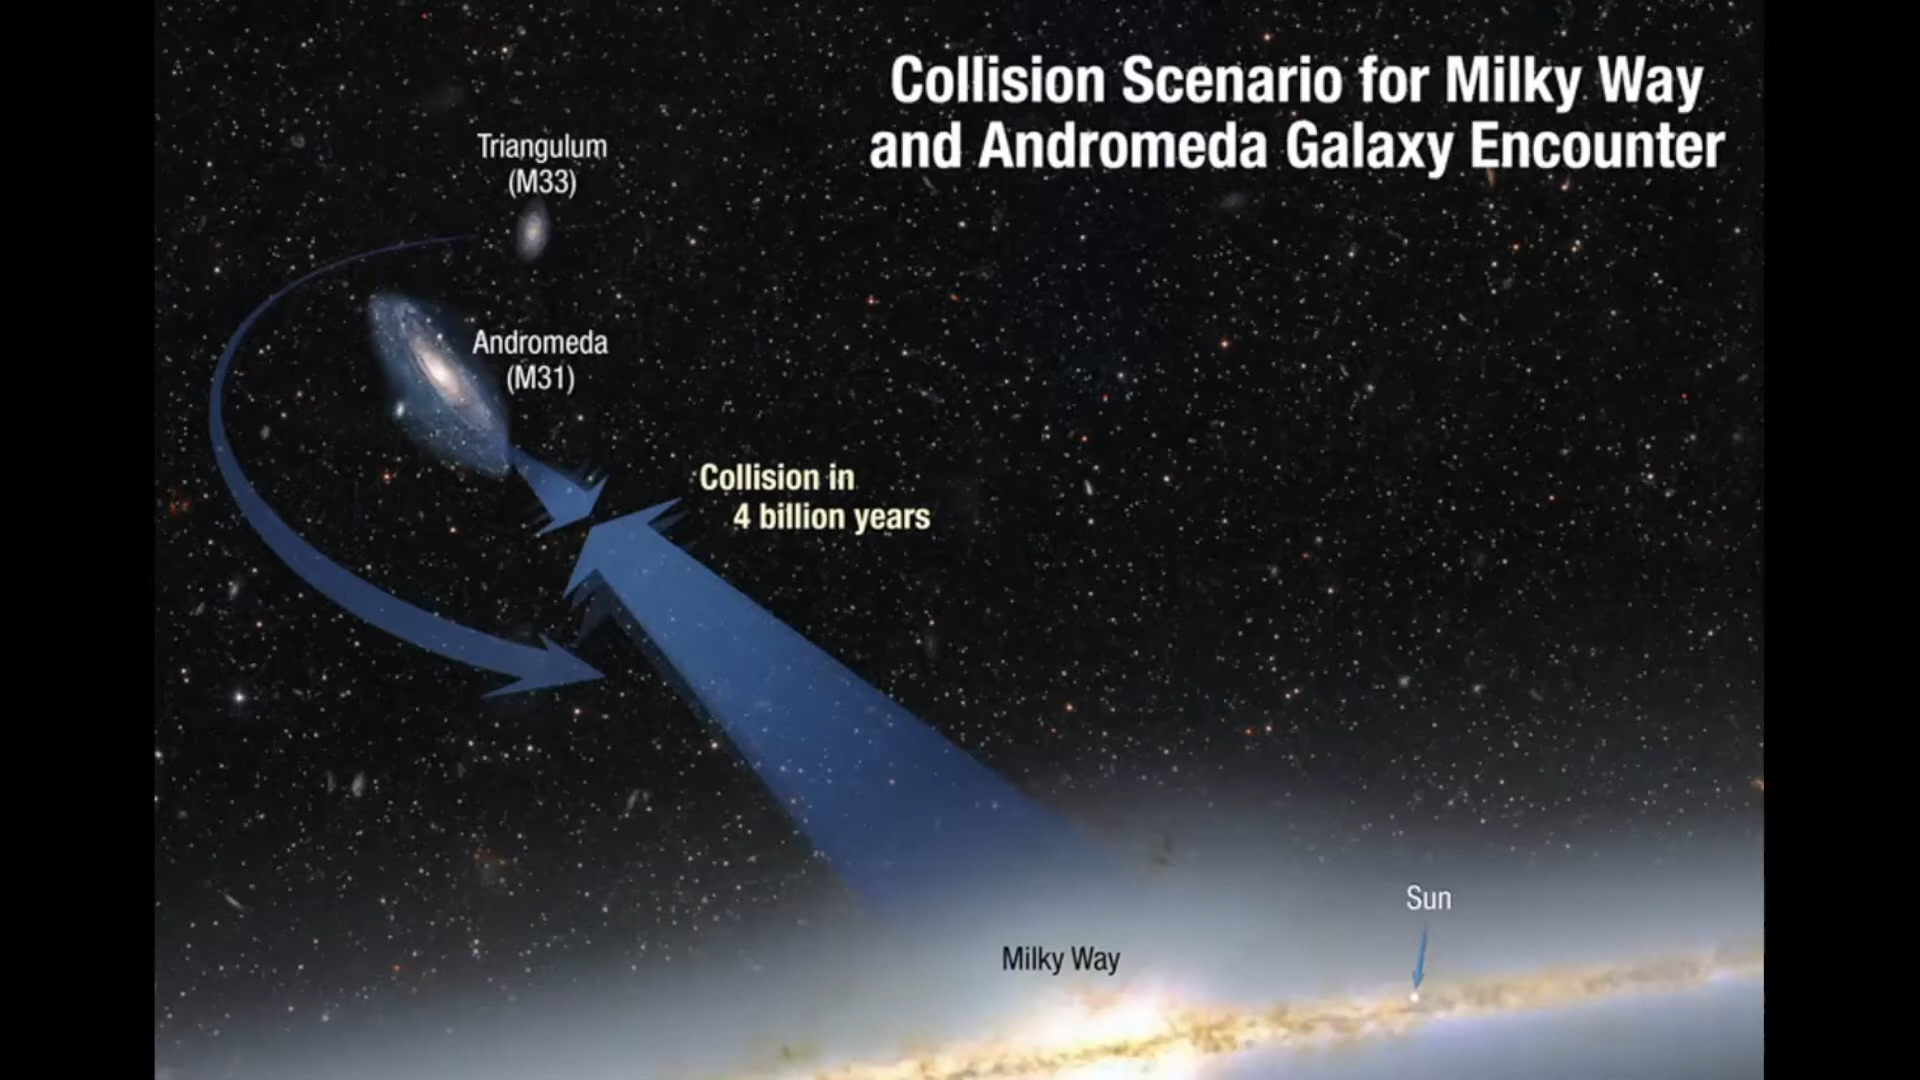 Collision Scenario for Milky Way
and Andromeda Galaxy Encounter
Triangulum
(M33)
Andromeda
(M31)
Collision in
4 billion years
Sun
Milky Way